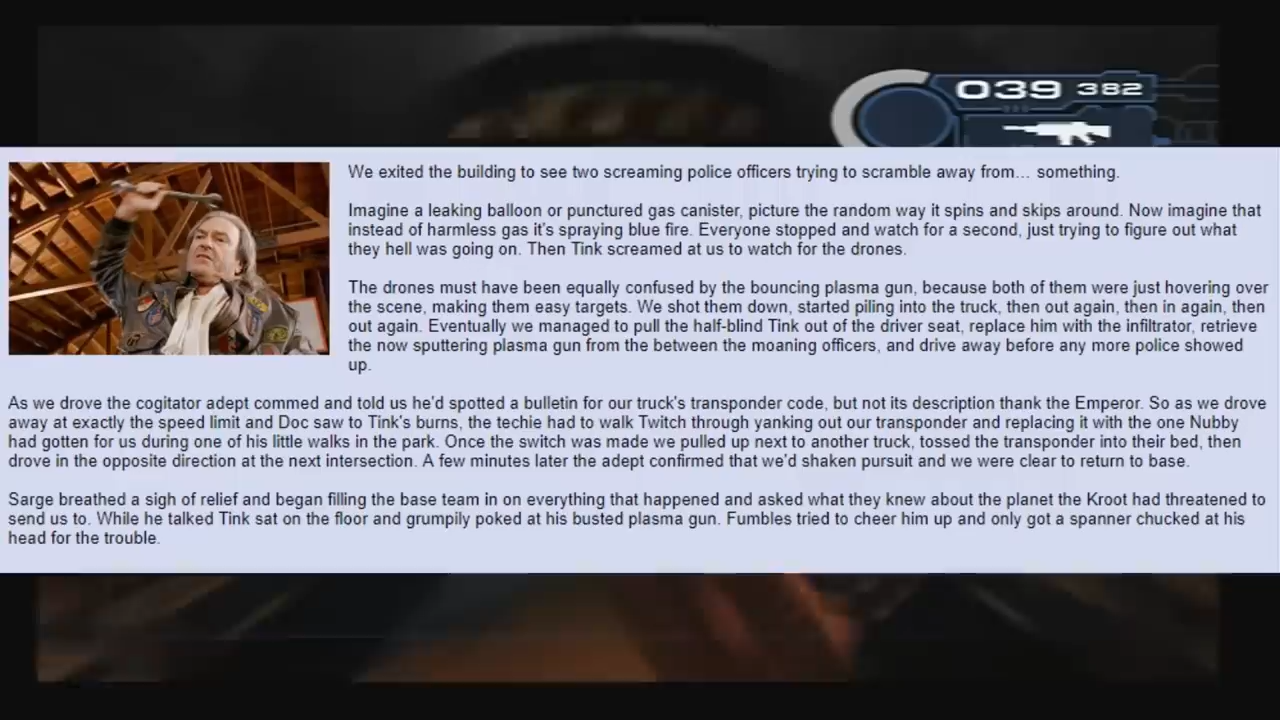 039 382
We exited the building to see two screaming police officers trying to scramble away from... something.
Imagine a leaking balloon or punctured gas canister, picture the random way it spins and skips around. Now imagine that
instead of harmless gas it's spraying blue fire. Everyone stopped and watch for a second, just trying to figure out what
they hell was going on. Then Tink screamed at us to watch for the drones.
The drones must have been equally confused by the bouncing plasma gun, because both of them were just hovering over
the scene, making them easy targets. We shot them down, started piling into the truck, then out again, then in again, then
out again. Eventually we managed to pull the half-blind Tink out of the driver seat, replace him with the infiltrator, retrieve
the now sputtering plasma gun from the between the moaning officers, and drive away before any more police showed
up.
As we drove the cogitator adept commed and told us he'd spotted a bulletin for our truck's transponder code, but not its description thank the Emperor. So as we drove
away at exactly the speed limit and Doc saw to Tink's burns, the techie had to walk Twitch through yanking out our transponder and replacing it with the one Nubby
had gotten for us during one of his little walks in the park. Once the switch was made we pulled up next to another truck, tossed the transponder into their bed, then
drove in the opposite direction at the next intersection. A few minutes later the adept confirmed that we'd shaken pursuit and we were clear to return to base.
Sarge breathed a sigh of relief and began filling the base team in on everything that happened and asked what they knew about the planet the Kroot had threatened to
send us to. While he talked Tink sat on the floor and grumpily poked at his busted plasma gun. Fumbles tried to cheer him up and only got a spanner chucked at his
head for the trouble.